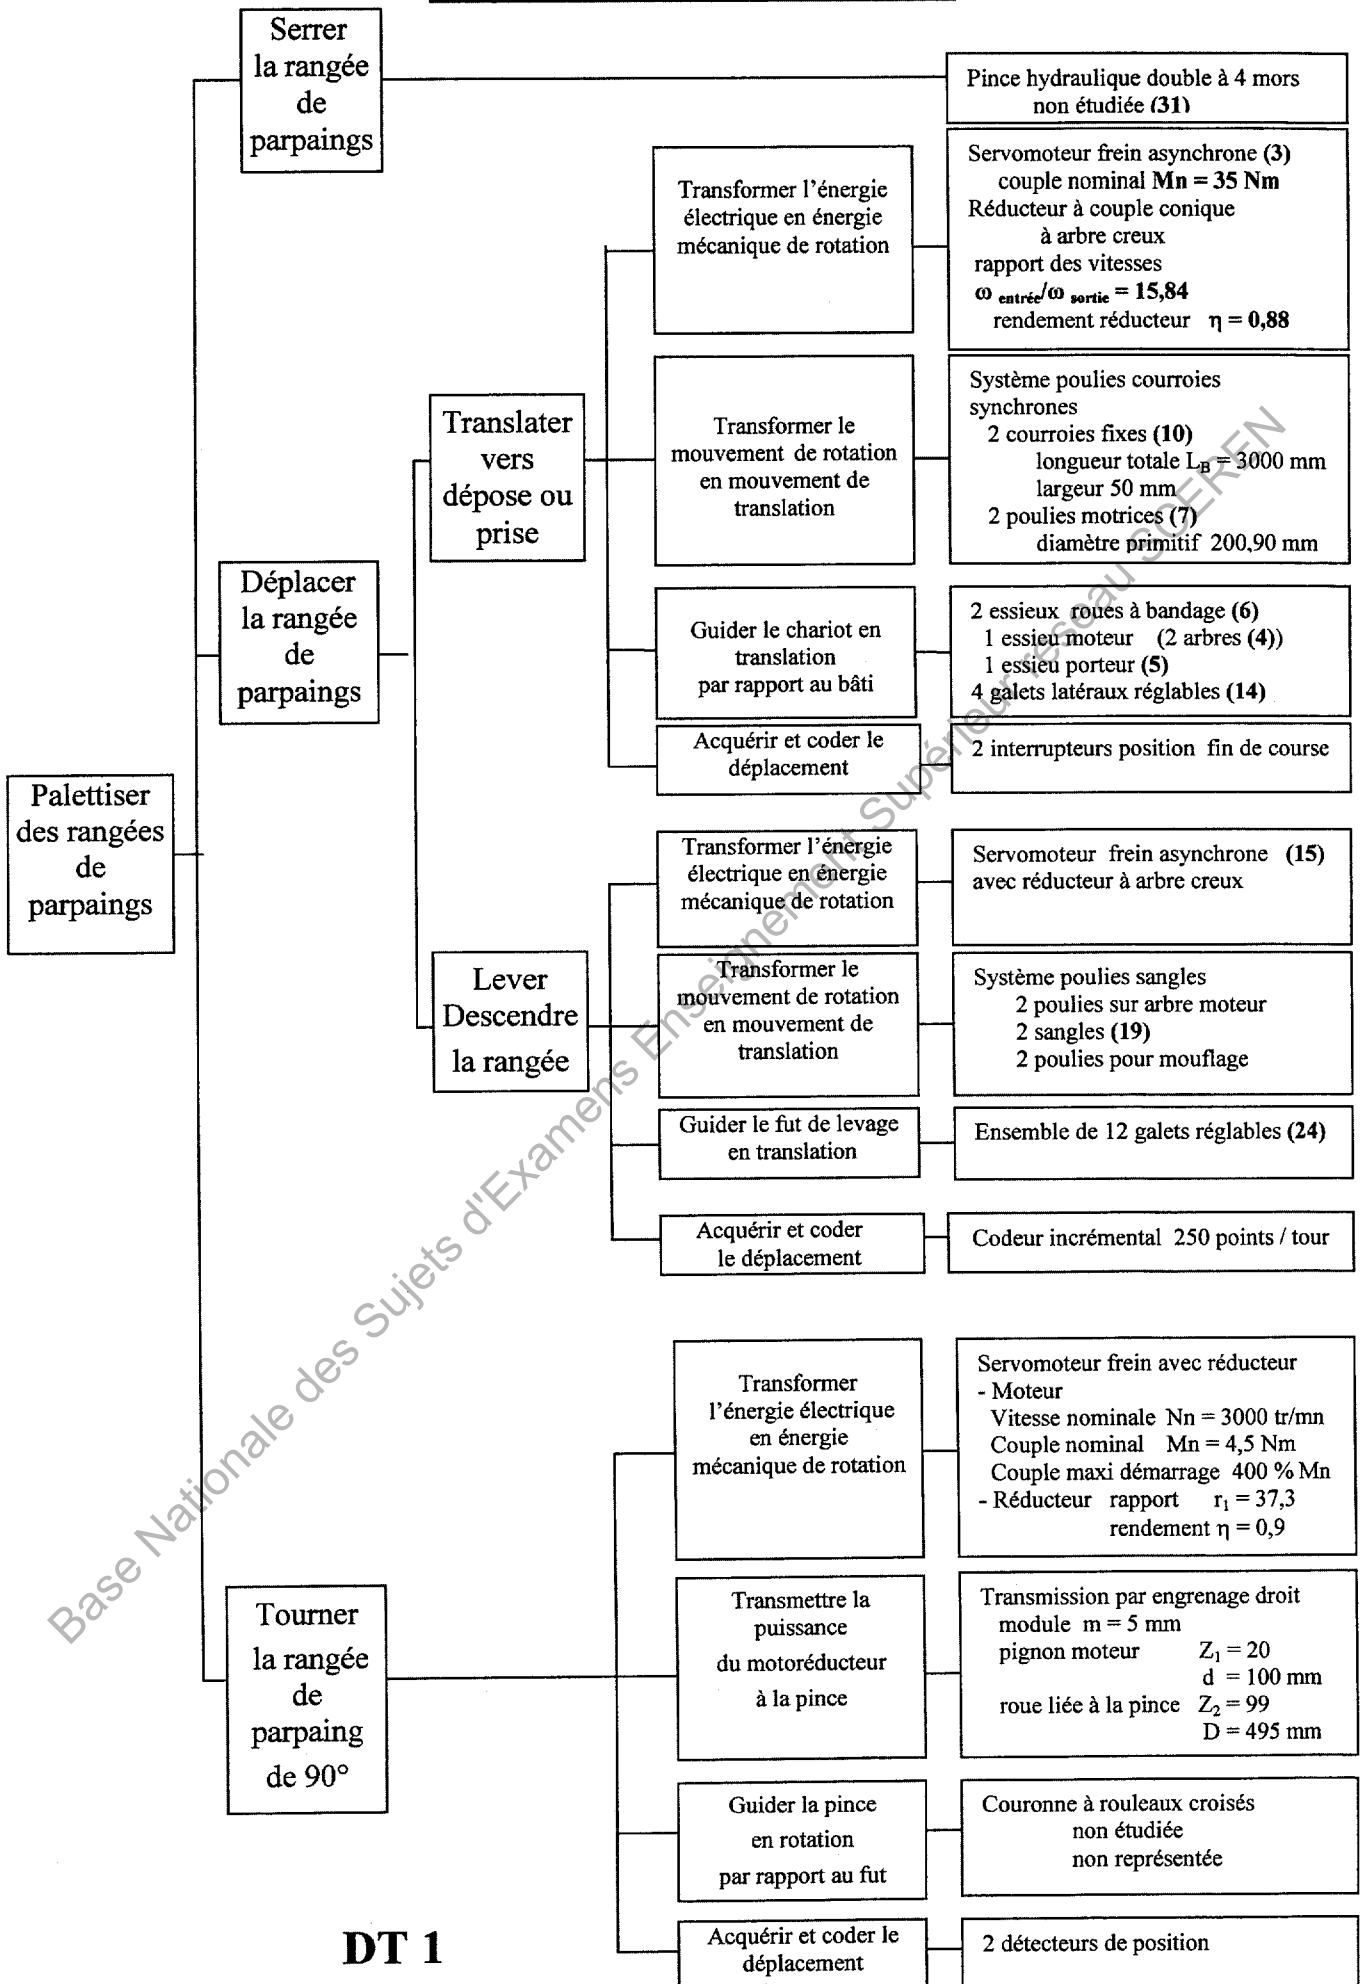 Serrer
la rangée
de
parpaings
Pince hydraulique double à 4 mors
non étudiée (31)
Transformer l'énergie
électrique en énergie
mécanique de rotation
Servomoteur frein asynchrone (3)
couple nominal Mn = 35 Nm
Réducteur à couple conique
à arbre creux
rapport des vitesses
ω entrée/ω sortie = 15,84
rendement réducteur η = 0,88
Translater
vers
dépose ou
prise
Transformer le
mouvement de rotation
en mouvement de
translation
Système poulies courroies
synchrones
2 courroies fixes (10)
longueur totale LB = 3000 mm
largeur 50 mm
2 poulies motrices (7)
diamètre primitif 200,90 mm
Déplacer
la rangée
de
parpaings
Guider le chariot en
translation
par rapport au bâti
2 essieux roues à bandage (6)
1 essieu moteur (2 arbres (4))
1 essieu porteur (5)
4 galets latéraux réglables (14)
Acquérir et coder le
déplacement
2 interrupteurs position fin de course
Palettiser
des rangées
de
parpaings
Transformer l'énergie
électrique en énergie
mécanique de rotation
Servomoteur frein asynchrone (15)
avec réducteur à arbre creux
Lever
Descendre
la rangée
Transformer le
mouvement de rotation
en mouvement de
translation
Système poulies sangles
2 poulies sur arbre moteur
2 sangles (19)
2 poulies pour mouflage
Guider le fut de levage
en translation
Ensemble de 12 galets réglables (24)
Acquérir et coder
le déplacement
Codeur incrémental 250 points / tour
Transformer
l'énergie électrique
en énergie
mécanique de rotation
Servomoteur frein avec réducteur
- Moteur
Vitesse nominale Nn = 3000 tr/mn
Couple nominal Mn = 4,5 Nm
Couple maxi démarrage 400 % Mn
- Réducteur rapport r1 = 37,3
rendement η = 0,9
Tourner
la rangée
de
parpaing
de 90°
Transmettre la
puissance
du motoréducteur
à la pince
Transmission par engrenage droit
module m = 5 mm
pignon moteur Z1 = 20
d = 100 mm
roue liée à la pince Z2 = 99
D = 495 mm
Guider la pince
en rotation
par rapport au fut
Couronne à rouleaux croisés
non étudiée
non représentée
Acquérir et coder le
déplacement
2 détecteurs de position
DT 1
Base Nationale des Sujets d'Examens Enseignement Supérieur réseau SCEREN